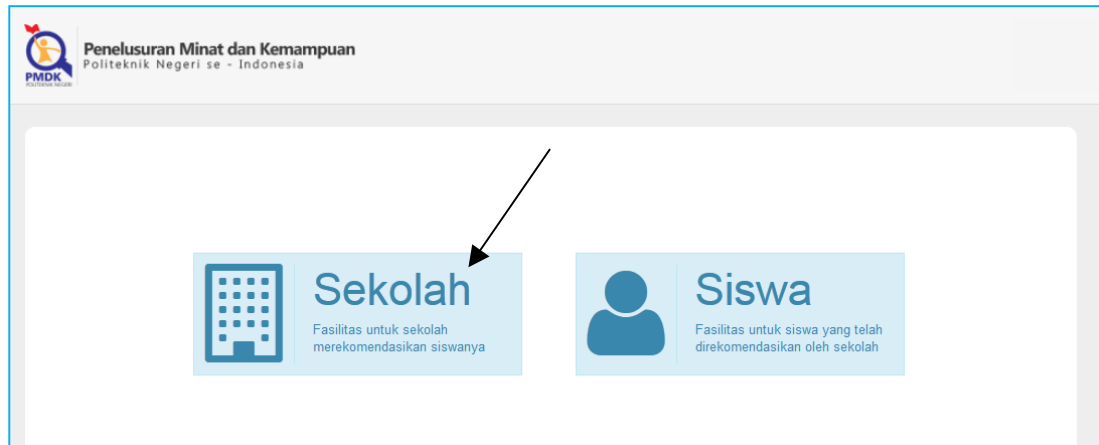 Penelusuran Minat dan Kemampuan
Politeknik Negeri se - Indonesia
PMDK
POLITEKNIK NEGERI
Sekolah
Fasilitas untuk sekolah
merekomendasikan siswanya
Siswa
Fasilitas untuk siswa yang telah
direkomendasikan oleh sekolah